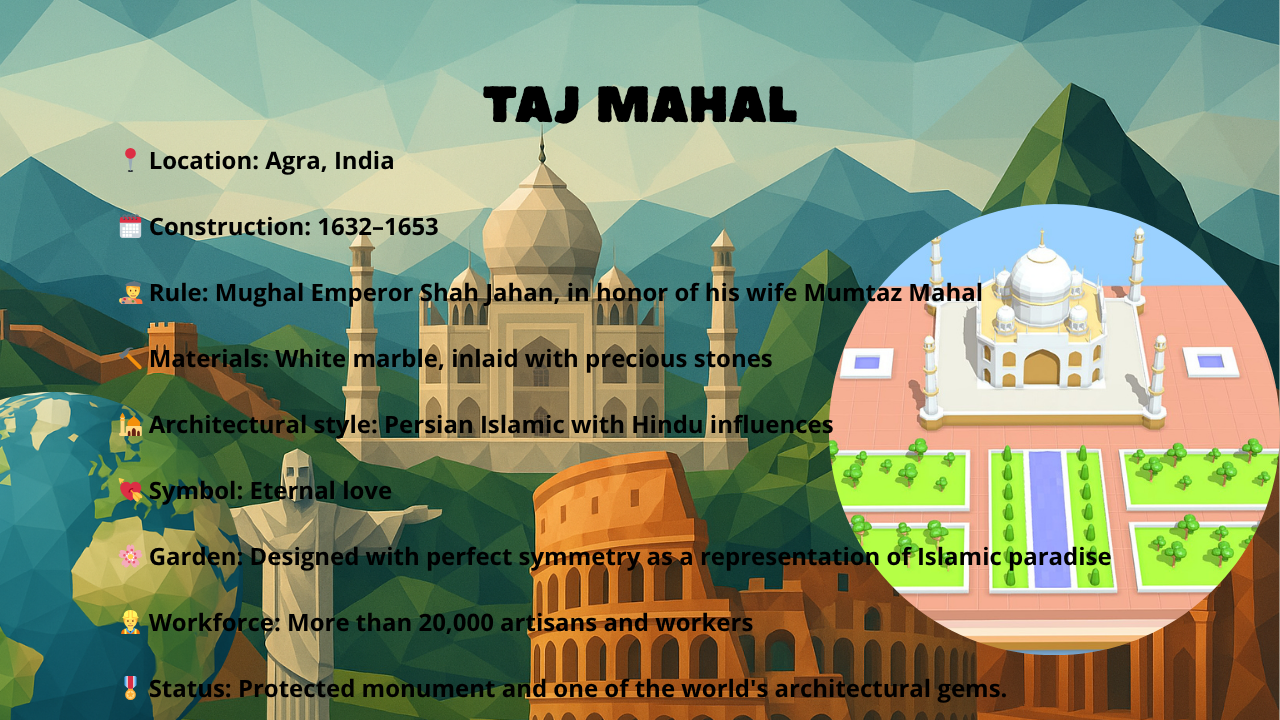 TAJ MAHAL
📍 Location: Agra, India
📅 Construction: 1632–1653
🤴 Rule: Mughal Emperor Shah Jahan, in honor of his wife Mumtaz Mahal
⛏️ Materials: White marble, inlaid with precious stones
🕌 Architectural style: Persian Islamic with Hindu influences
💘 Symbol: Eternal love
🌸 Garden: Designed with perfect symmetry as a representation of Islamic paradise
👷 Workforce: More than 20,000 artisans and workers
🎖️ Status: Protected monument and one of the world's architectural gems.